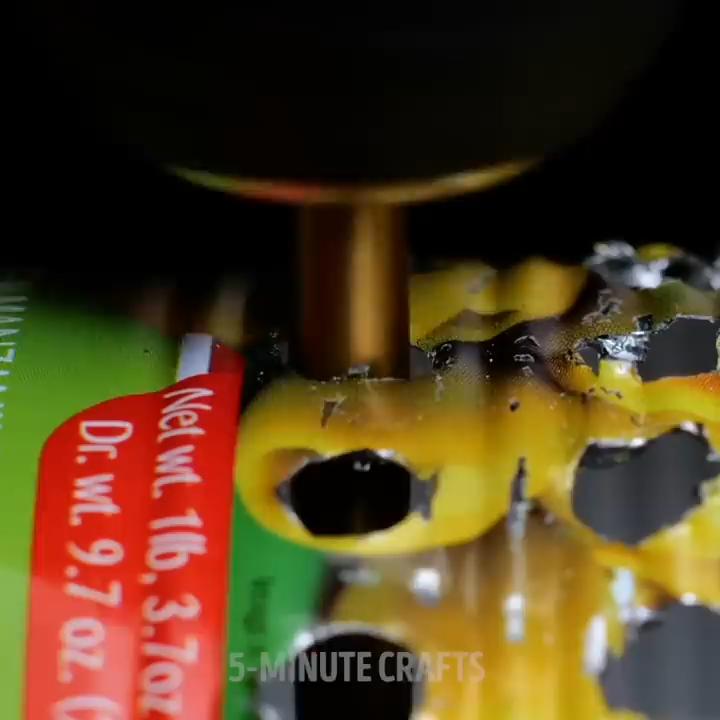 Net wt. 1lb, 3.7oz
Dr. wt. 9.7 oz. (
5-MINUTE CRAFTS